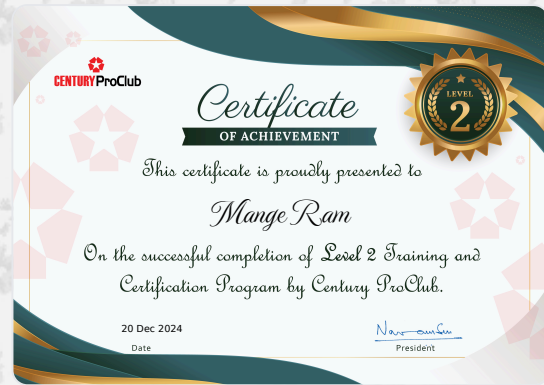 CENTURY ProClub
LEVEL
2
Certificate
OF ACHIEVEMENT
This certificate is proudly presented to
Mange Ram
On the successful completion of Level 2 Training and
Certification Program by Century ProClub.
20 Dec 2024
Date
President